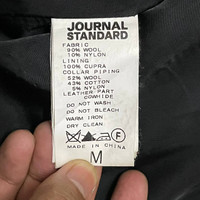 JOURNAL
STANDARD
FABRIC
90% WOOL
10% NYLON
LINING
100% CUPRA
COLLAR PIPING
52% WOOL
43% COTTON
5% NYLON
LEATHER PART
COWHIDE
DO NOT WASH
DO NOT BLEACH
WARM IRON
DRY CLEAN
F
MADE IN CHINA
M